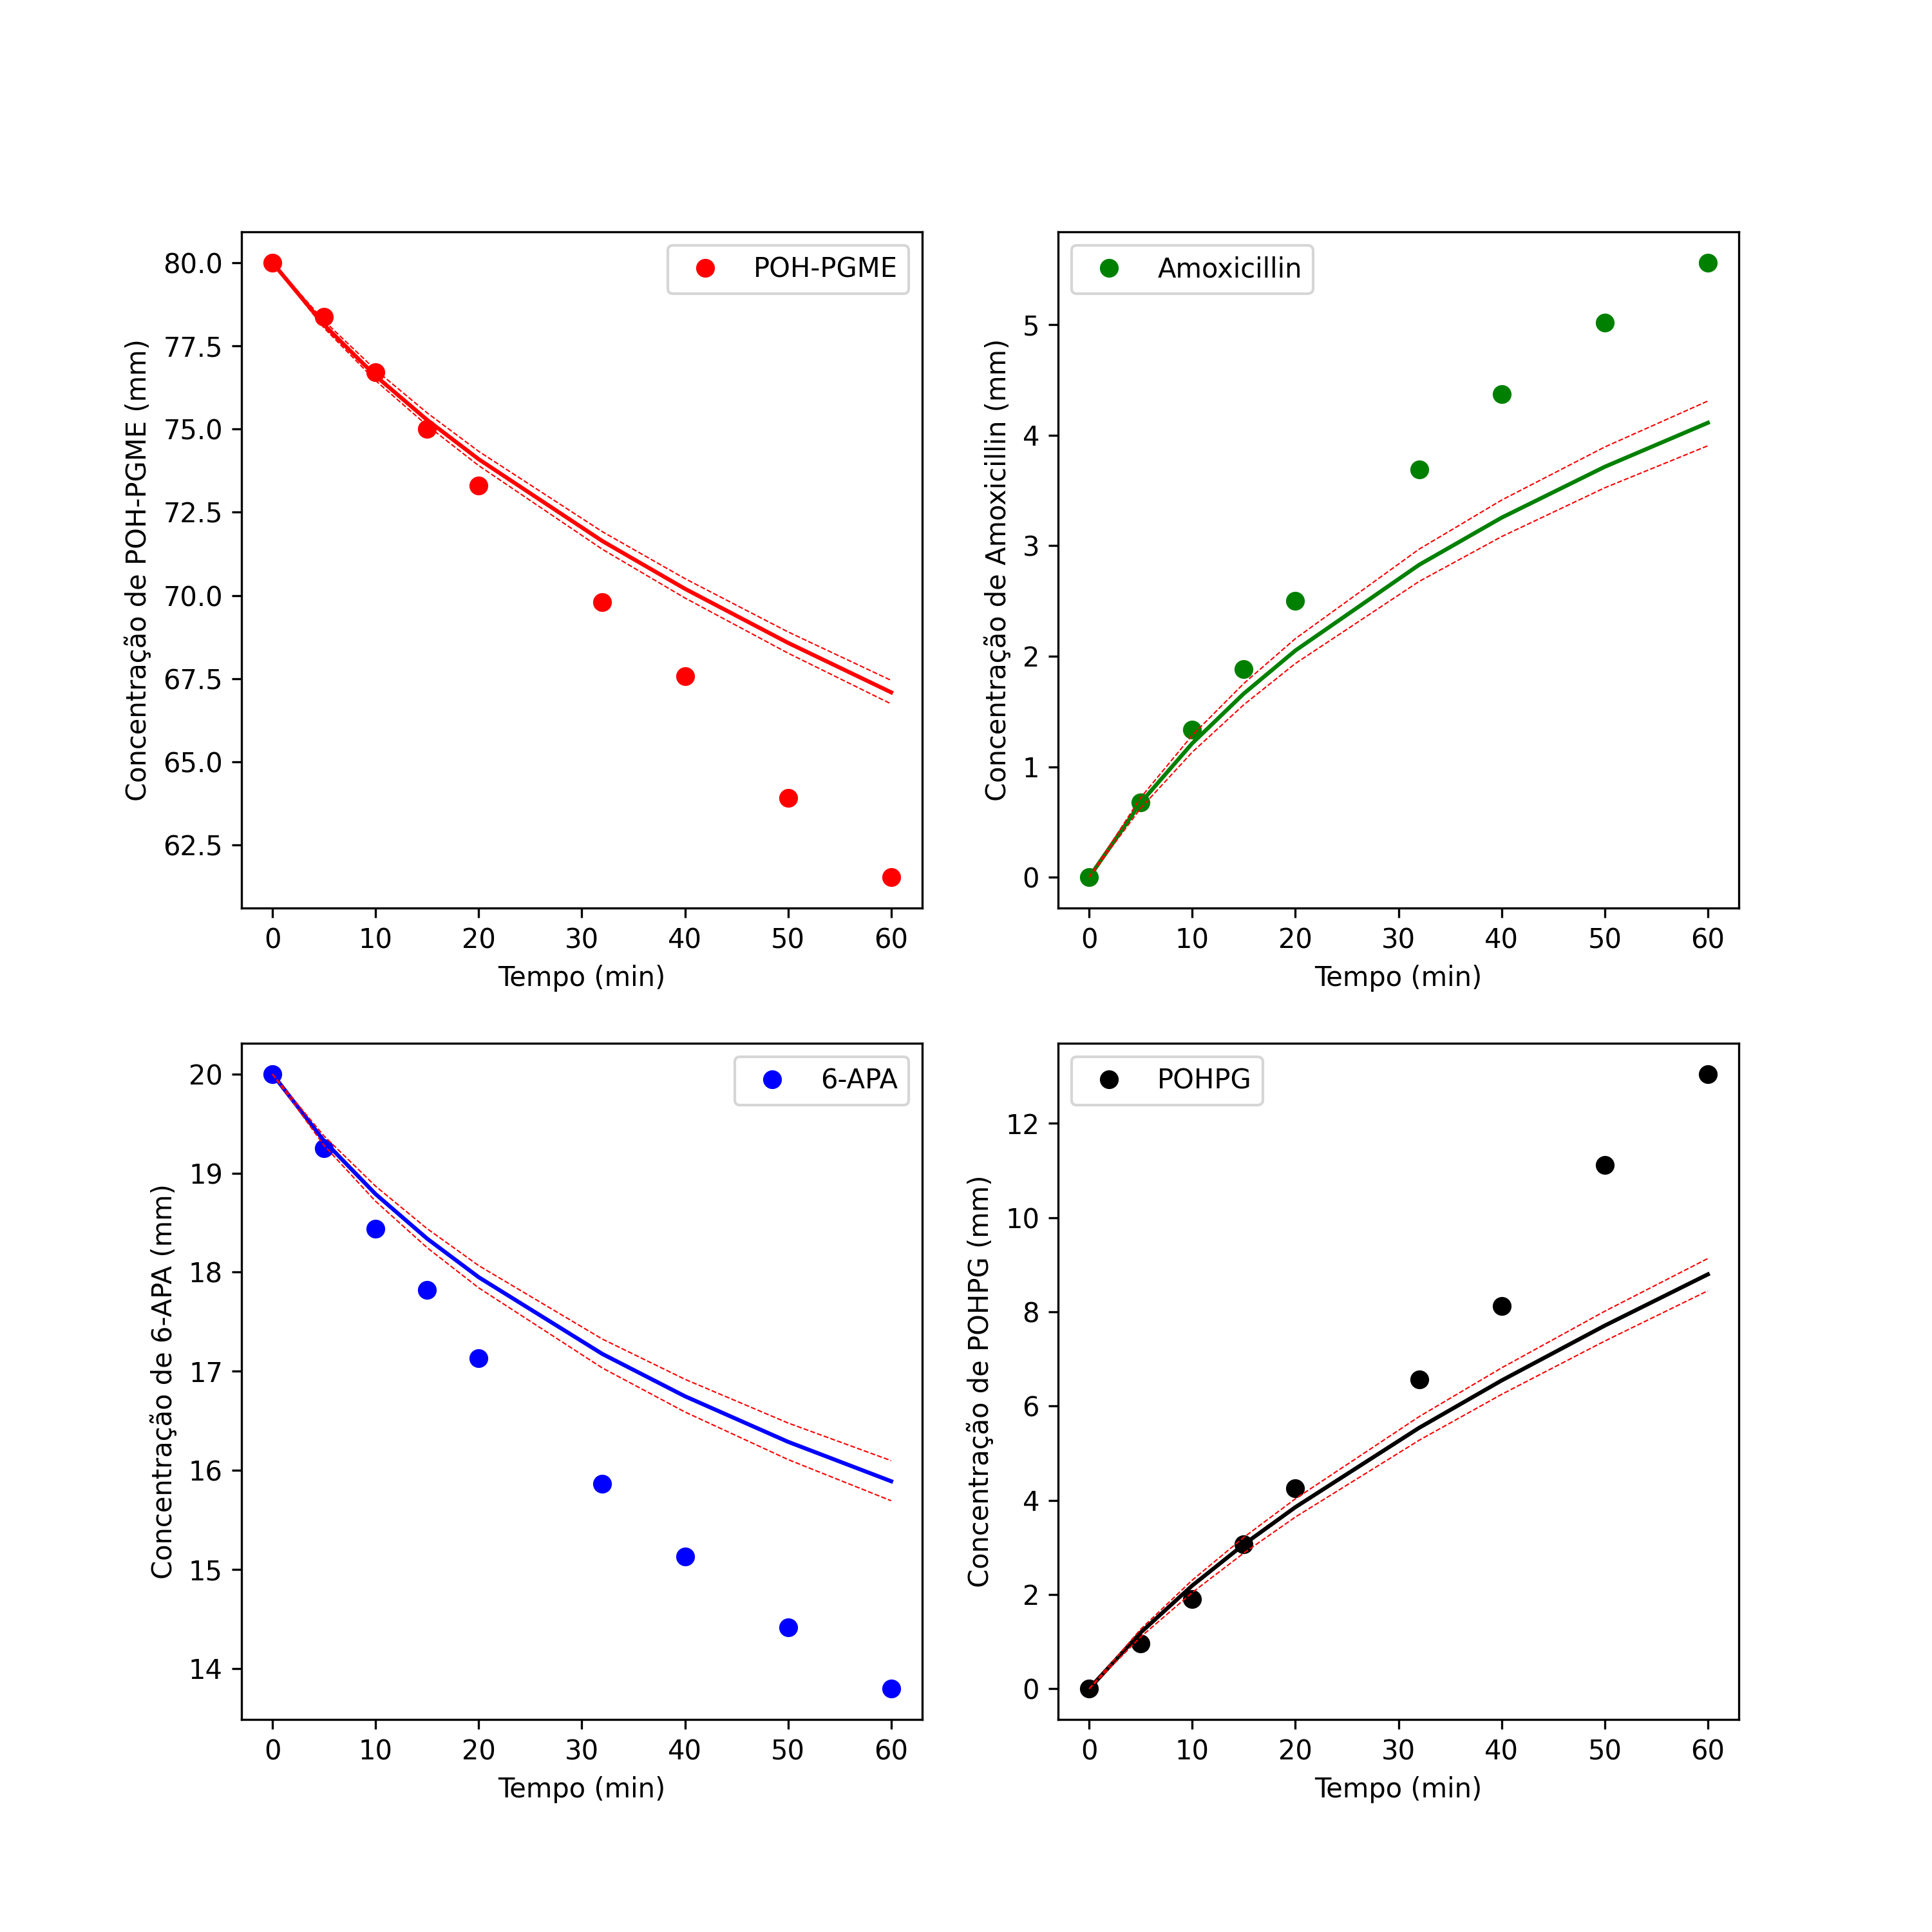 POH-PGME
80.0
77.5
75.0
72.5
70.0
67.5
65.0
62.5
Concentração de POH-PGME (mm)
0 10 20 30 40 50 60
Tempo (min)
Amoxicillin
5
4
3
2
1
0
Concentração de Amoxicillin (mm)
0 10 20 30 40 50 60
Tempo (min)
6-APA
20
19
18
17
16
15
14
Concentração de 6-APA (mm)
0 10 20 30 40 50 60
Tempo (min)
POHPG
12
10
8
6
4
2
0
Concentração de POHPG (mm)
0 10 20 30 40 50 60
Tempo (min)